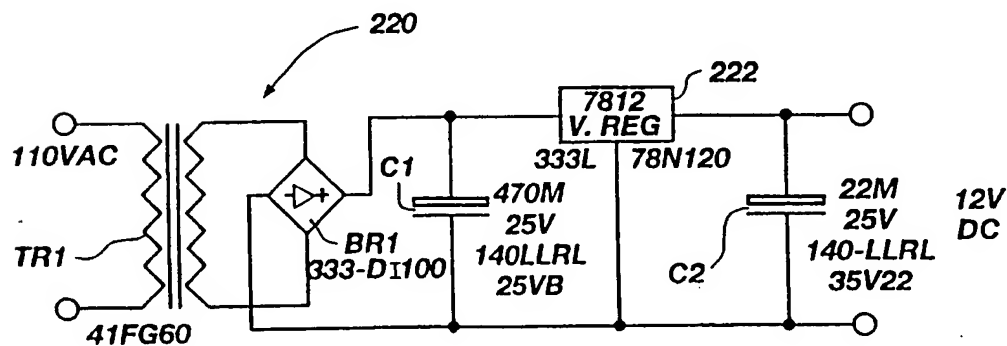 220
222
7812
V. REG
110VAC
333L
78N120
C1
470M
25V
140LLRL
25VB
22M
25V
140-LLRL
35V22
12V
DC
TR1
BR1
333-DI100
C2
41FG60